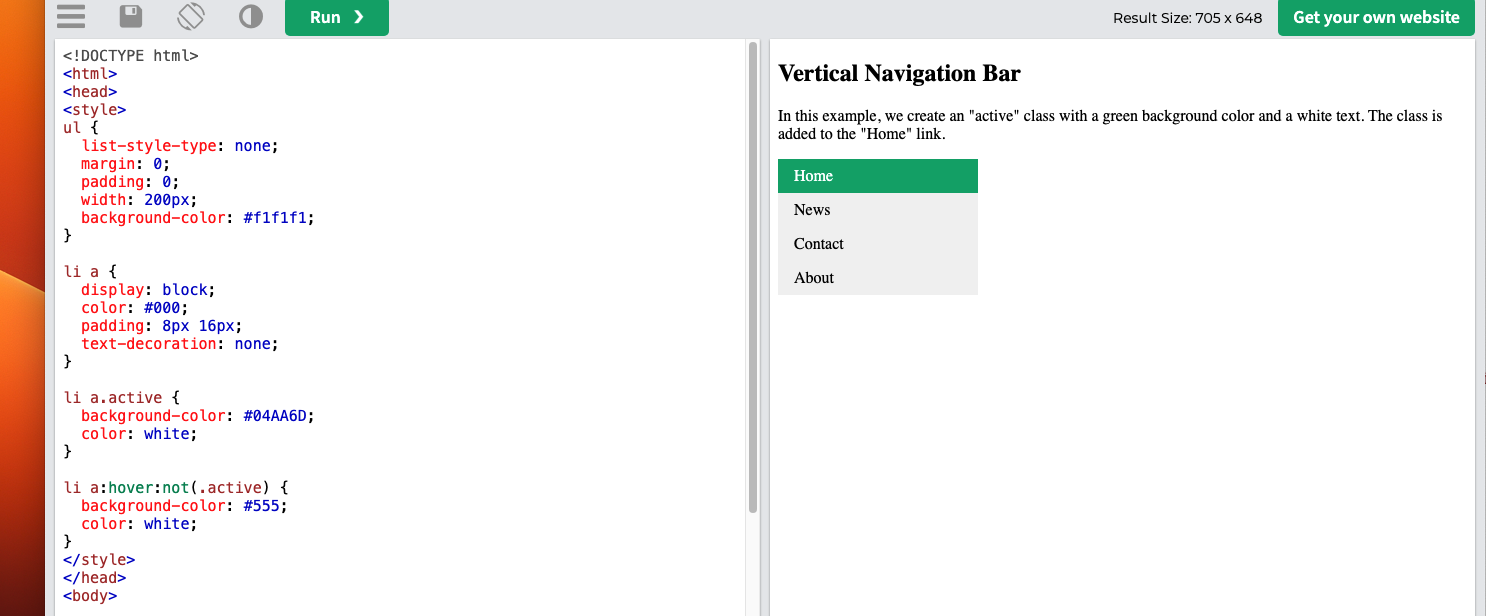 Run ❯
Result Size: 705 x 648
Get your own website
<!DOCTYPE html>
<html>
<head>
<style>
ul {
  list-style-type: none;
  margin: 0;
  padding: 0;
  width: 200px;
  background-color: #f1f1f1;
}

li a {
  display: block;
  color: #000;
  padding: 8px 16px;
  text-decoration: none;
}

li a.active {
  background-color: #04AA6D;
  color: white;
}

li a:hover:not(.active) {
  background-color: #555;
  color: white;
}
</style>
</head>
<body>
Vertical Navigation Bar
In this example, we create an "active" class with a green background color and a white text. The class is
added to the "Home" link.
Home
News
Contact
About